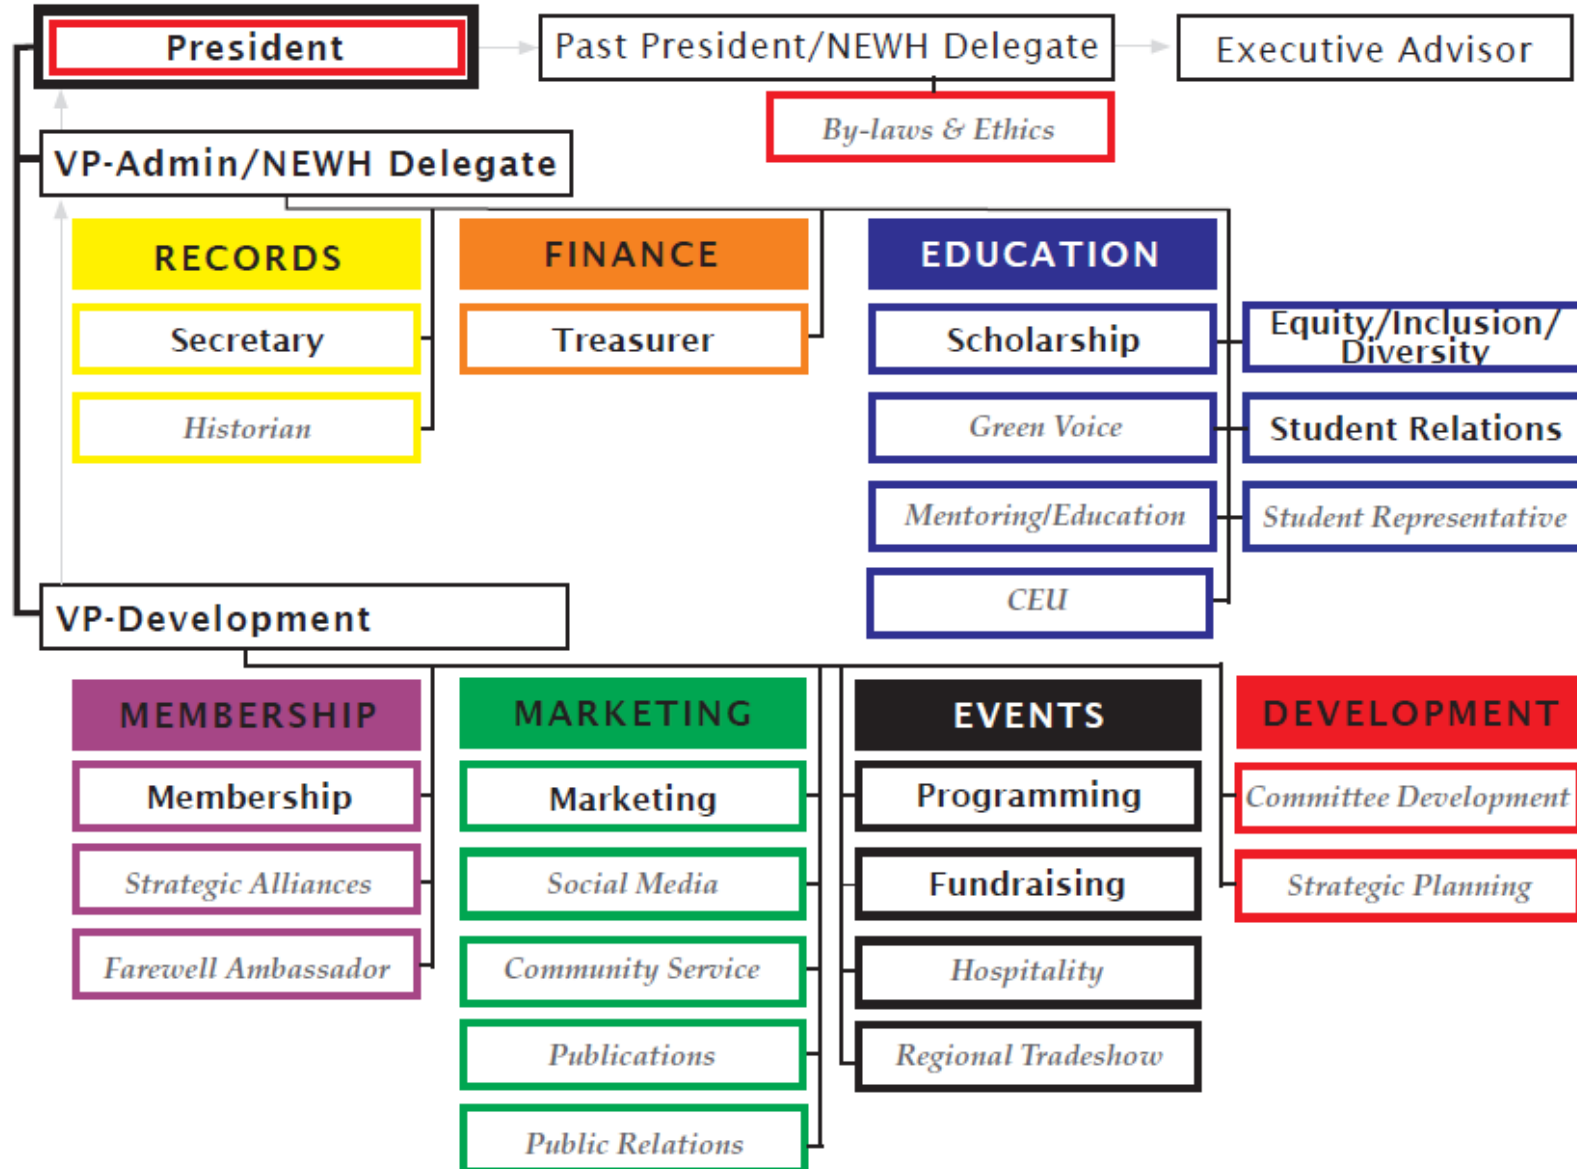 President
Past President/NEWH Delegate
Executive Advisor
By-laws & Ethics
VP-Admin/NEWH Delegate
RECORDS
FINANCE
EDUCATION
Secretary
Treasurer
Scholarship
Equity/Inclusion/
Diversity
Historian
Green Voice
Student Relations
Mentoring/Education
Student Representative
CEU
VP-Development
MEMBERSHIP
MARKETING
EVENTS
DEVELOPMENT
Membership
Marketing
Programming
Committee Development
Strategic Alliances
Social Media
Fundraising
Strategic Planning
Farewell Ambassador
Community Service
Hospitality
Publications
Regional Tradeshow
Public Relations